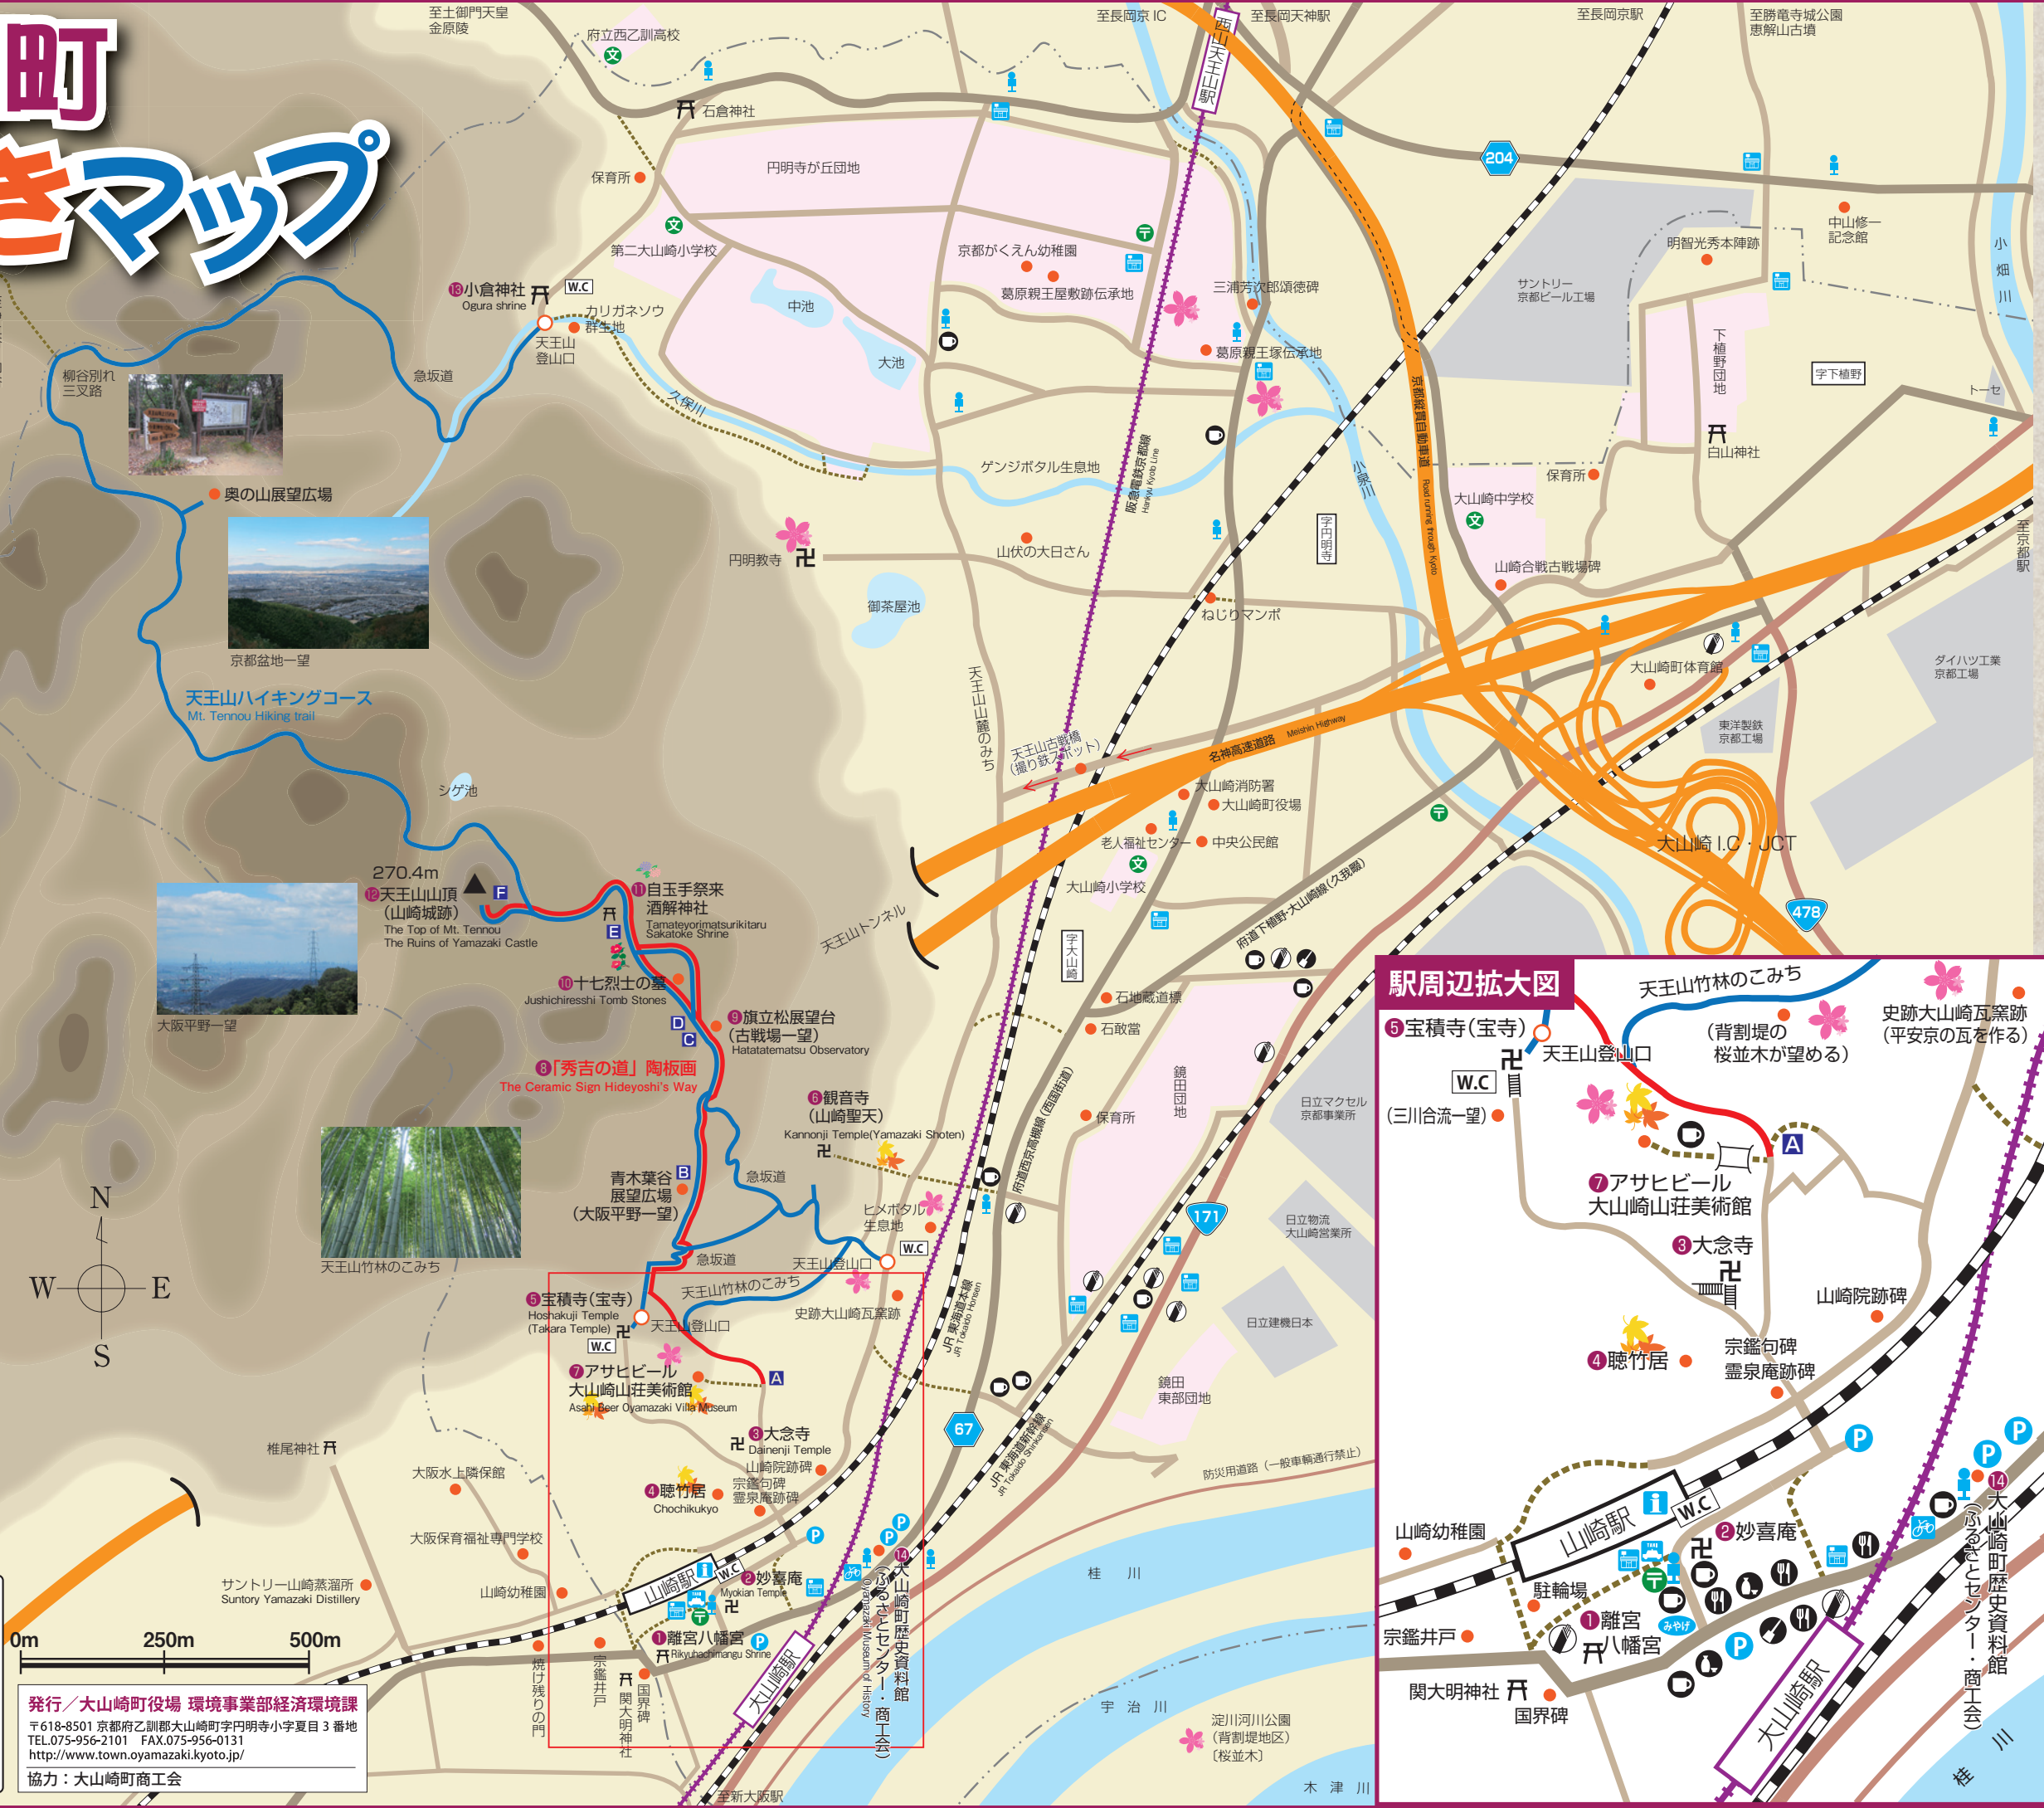 町
きマップ
至土御門天皇
金原陵
府立西乙訓高校
文
石倉神社
保育所
円明寺が丘団地
文
第二大山崎小学校
京都がくえん幼稚園
葛原親王屋敷跡伝承地
至長岡京 IC
西山天王山駅
至長岡天神駅
至長岡京駅
至勝竜寺城公園
恵解山古墳
204
中山修一
記念館
明智光秀本陣跡
小畑川
サントリー
京都ビール工場
三浦芳次郎頌徳碑
葛原親王塚伝承地
下植野団地
字下植野
トーセ
白山神社
保育所
大山崎中学校
文
⑬小倉神社
Ogura shrine
W.C
カリガネソウ
群生地
天王山
登山口
中池
大池
久保川
柳谷別れ
三叉路
急坂道
奥の山展望広場
京都盆地一望
天王山ハイキングコース
Mt. Tennou Hiking trail
ゲンジボタル生息地
阪急電鉄京都線
Hankyu Kyoto Line
小泉川
京都縦貫自動車道
Road running through Kyoto
字円明寺
円明教寺
山伏の大日さん
御茶屋池
ねじりマンポ
山崎合戦古戦場碑
至京都駅
大山崎町体育館
ダイハツ工業
京都工場
東洋製鉄
京都工場
天王山山麓のみち
天王山古戦橋
(撮り鉄スポット)
名神高速道路
Meishin Highway
大山崎消防署
大山崎町役場
老人福祉センター
中央公民館
文
大山崎小学校
大山崎 I.C・JCT
478
シゲ池
270.4m
⑫天王山山頂
(山崎城跡)
The Top of Mt. Tennou
The Ruins of Yamazaki Castle
F
E
⑪自玉手祭来
酒解神社
Tamateyorimatsurikitaru
Sakatoke Shrine
天王山トンネル
字大山崎
府道下植野・大山崎線(久我畷)
⑩十七烈士の墓
Jushichiresshi Tomb Stones
大阪平野一望
D
C
⑨旗立松展望台
(古戦場一望)
Hatatatematsu Observatory
⑧「秀吉の道」陶板画
The Ceramic Sign Hideyoshi's Way
石地蔵道標
石敢當
鏡田団地
日立マクセル
京都事業所
保育所
府道西京高槻線(西国街道)
⑥観音寺
(山崎聖天)
Kannonji Temple(Yamazaki Shoten)
B
青木葉谷
展望広場
(大阪平野一望)
急坂道
ヒメボタル
生息地
W.C
天王山登山口
急坂道
天王山竹林のこみち
天王山竹林のこみち
171
日立物流
大山崎営業所
日立建機日本
N
W
E
S
⑤宝積寺(宝寺)
Hoshakuji Temple
(Takara Temple)
W.C
天王山登山口
史跡大山崎瓦窯跡
JR 東海道本線
JR Tokaido Honsen
⑦アサヒビール
大山崎山荘美術館
Asahi Beer Oyamazaki Villa Museum
A
③大念寺
Dainenji Temple
山崎院跡碑
④聴竹居
Chochikukyo
宗鑑句碑
霊泉庵跡碑
67
JR 東海道新幹線
JR Tokaido Shinkansen
鏡田
東部団地
防災用道路(一般車輌通行禁止)
椎尾神社
大阪水上隣保館
大阪保育福祉専門学校
サントリー山崎蒸溜所
Suntory Yamazaki Distillery
山崎幼稚園
山崎駅
W.C
②妙喜庵
Myokian Temple
①離宮八幡宮
Rikyuhachimangu Shrine
P
P
P
P
⑭大山崎町歴史資料館
(ふるさとセンター・商工会)
Oyamazaki Museum of History
大山崎駅
焼け残りの門
宗鑑井戸
関大明神社
国界碑
至新大阪駅
桂川
宇治川
木津川
淀川河川公園
(背割堤地区)
〔桜並木〕
0m
250m
500m
発行／大山崎町役場 環境事業部経済環境課
〒618-8501 京都府乙訓郡大山崎町字円明寺小字夏目 3 番地
TEL.075-956-2101　FAX.075-956-0131
http://www.town.oyamazaki.kyoto.jp/
協力：大山崎町商工会
駅周辺拡大図
天王山竹林のこみち
⑤宝積寺(宝寺)
天王山登山口
W.C
(三川合流一望)
(背割堤の
桜並木が望める)
史跡大山崎瓦窯跡
(平安京の瓦を作る)
A
⑦アサヒビール
大山崎山荘美術館
③大念寺
④聴竹居
山崎院跡碑
宗鑑句碑
霊泉庵跡碑
P
P
P
山崎幼稚園
山崎駅
W.C
②妙喜庵
駐輪場
①離宮
八幡宮
みやげ
P
宗鑑井戸
関大明神社
国界碑
大山崎駅
⑭大山崎町歴史資料館
(ふるさとセンター・商工会)
桂川